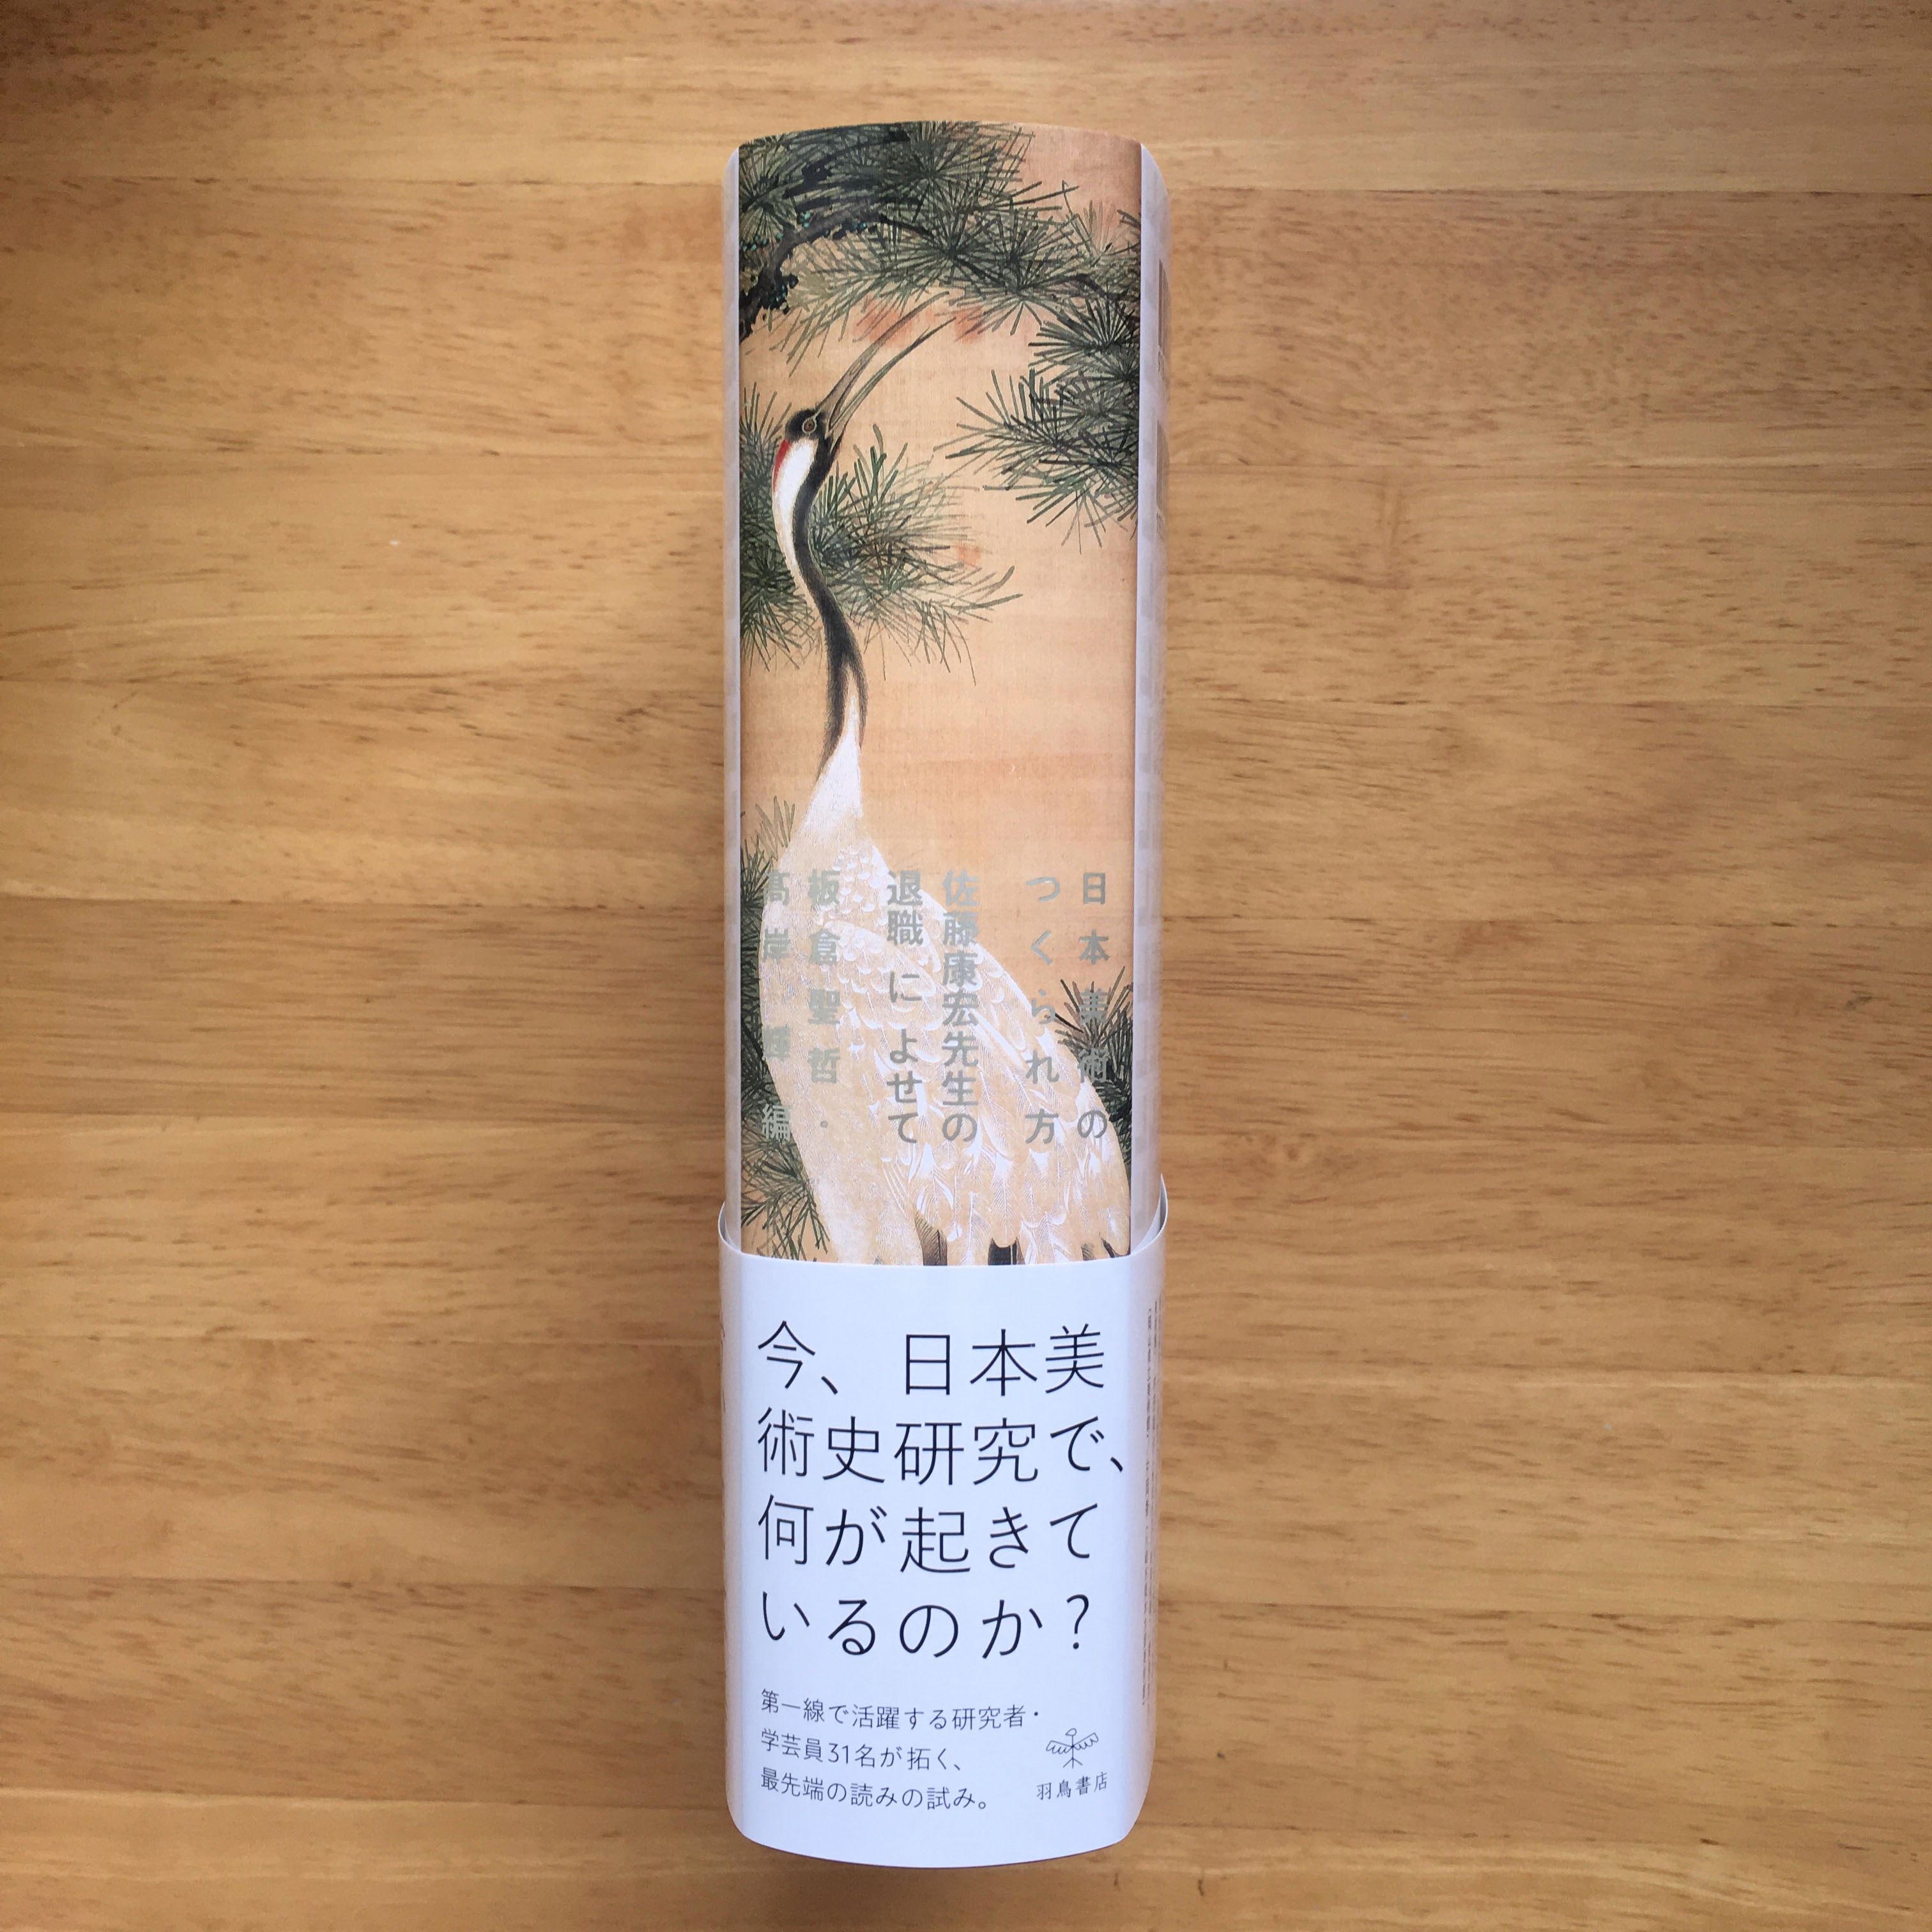 日本美術の
つくられ方
佐藤康宏先生の
退職によせて
板倉聖哲・
髙岸輝 編
今、日本美
術史研究で、
何が起きて
いるのか?
第一線で活躍する研究者・
学芸員31名が拓く、
最先端の読みの試み。
羽鳥書店